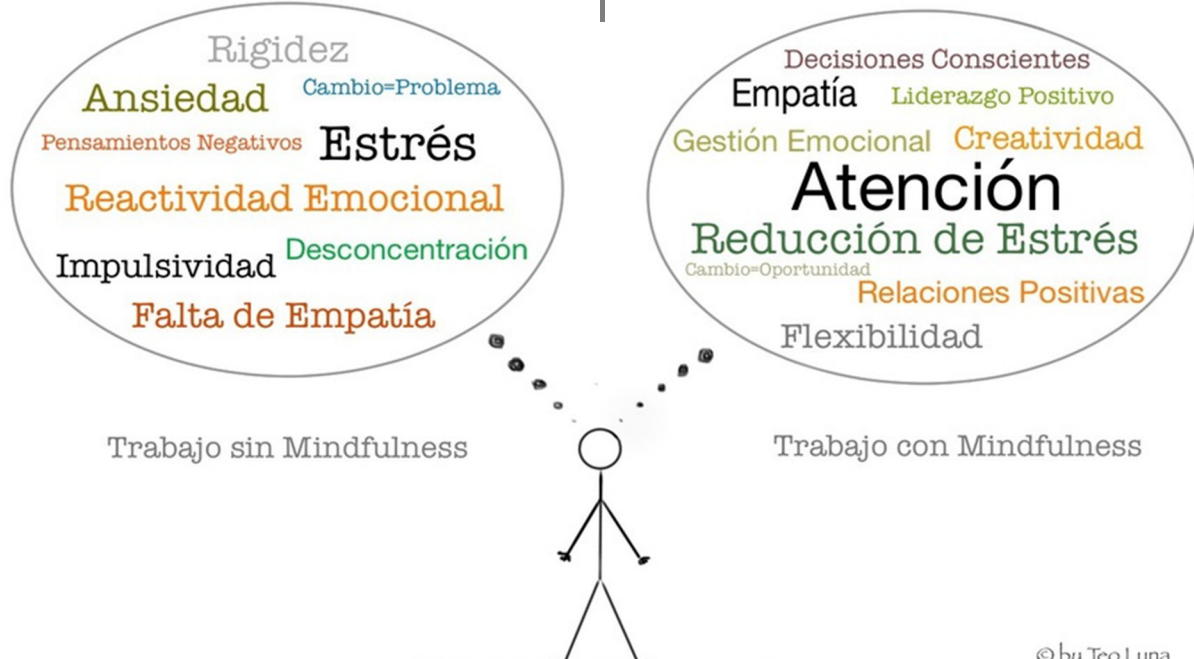 Rigidez
Ansiedad
Cambio=Problema
Pensamientos Negativos
Estrés
Reactividad Emocional
Impulsividad
Desconcentración
Falta de Empatía
Trabajo sin Mindfulness
Decisiones Conscientes
Empatía
Liderazgo Positivo
Gestión Emocional
Creatividad
Atención
Reducción de Estrés
Cambio=Oportunidad
Relaciones Positivas
Flexibilidad
Trabajo con Mindfulness
© by Teo Luna